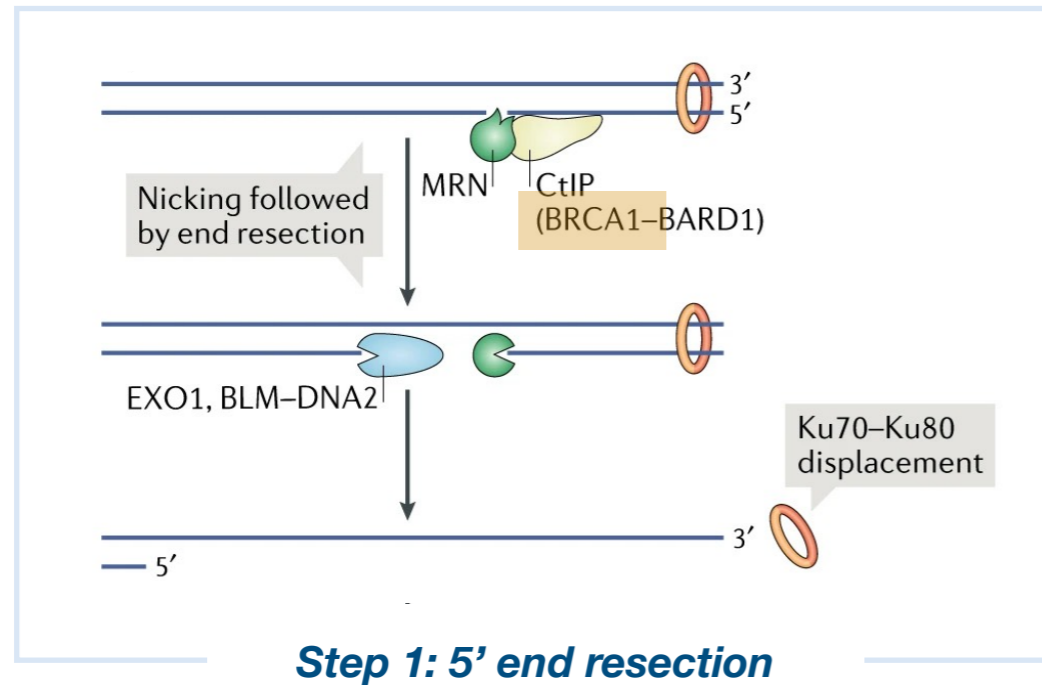 3′
5′
MRN
CtIP
(BRCA1–BARD1)
Nicking followed
by end resection
EXO1, BLM–DNA2
Ku70–Ku80
displacement
3′
5′
Step 1: 5’ end resection